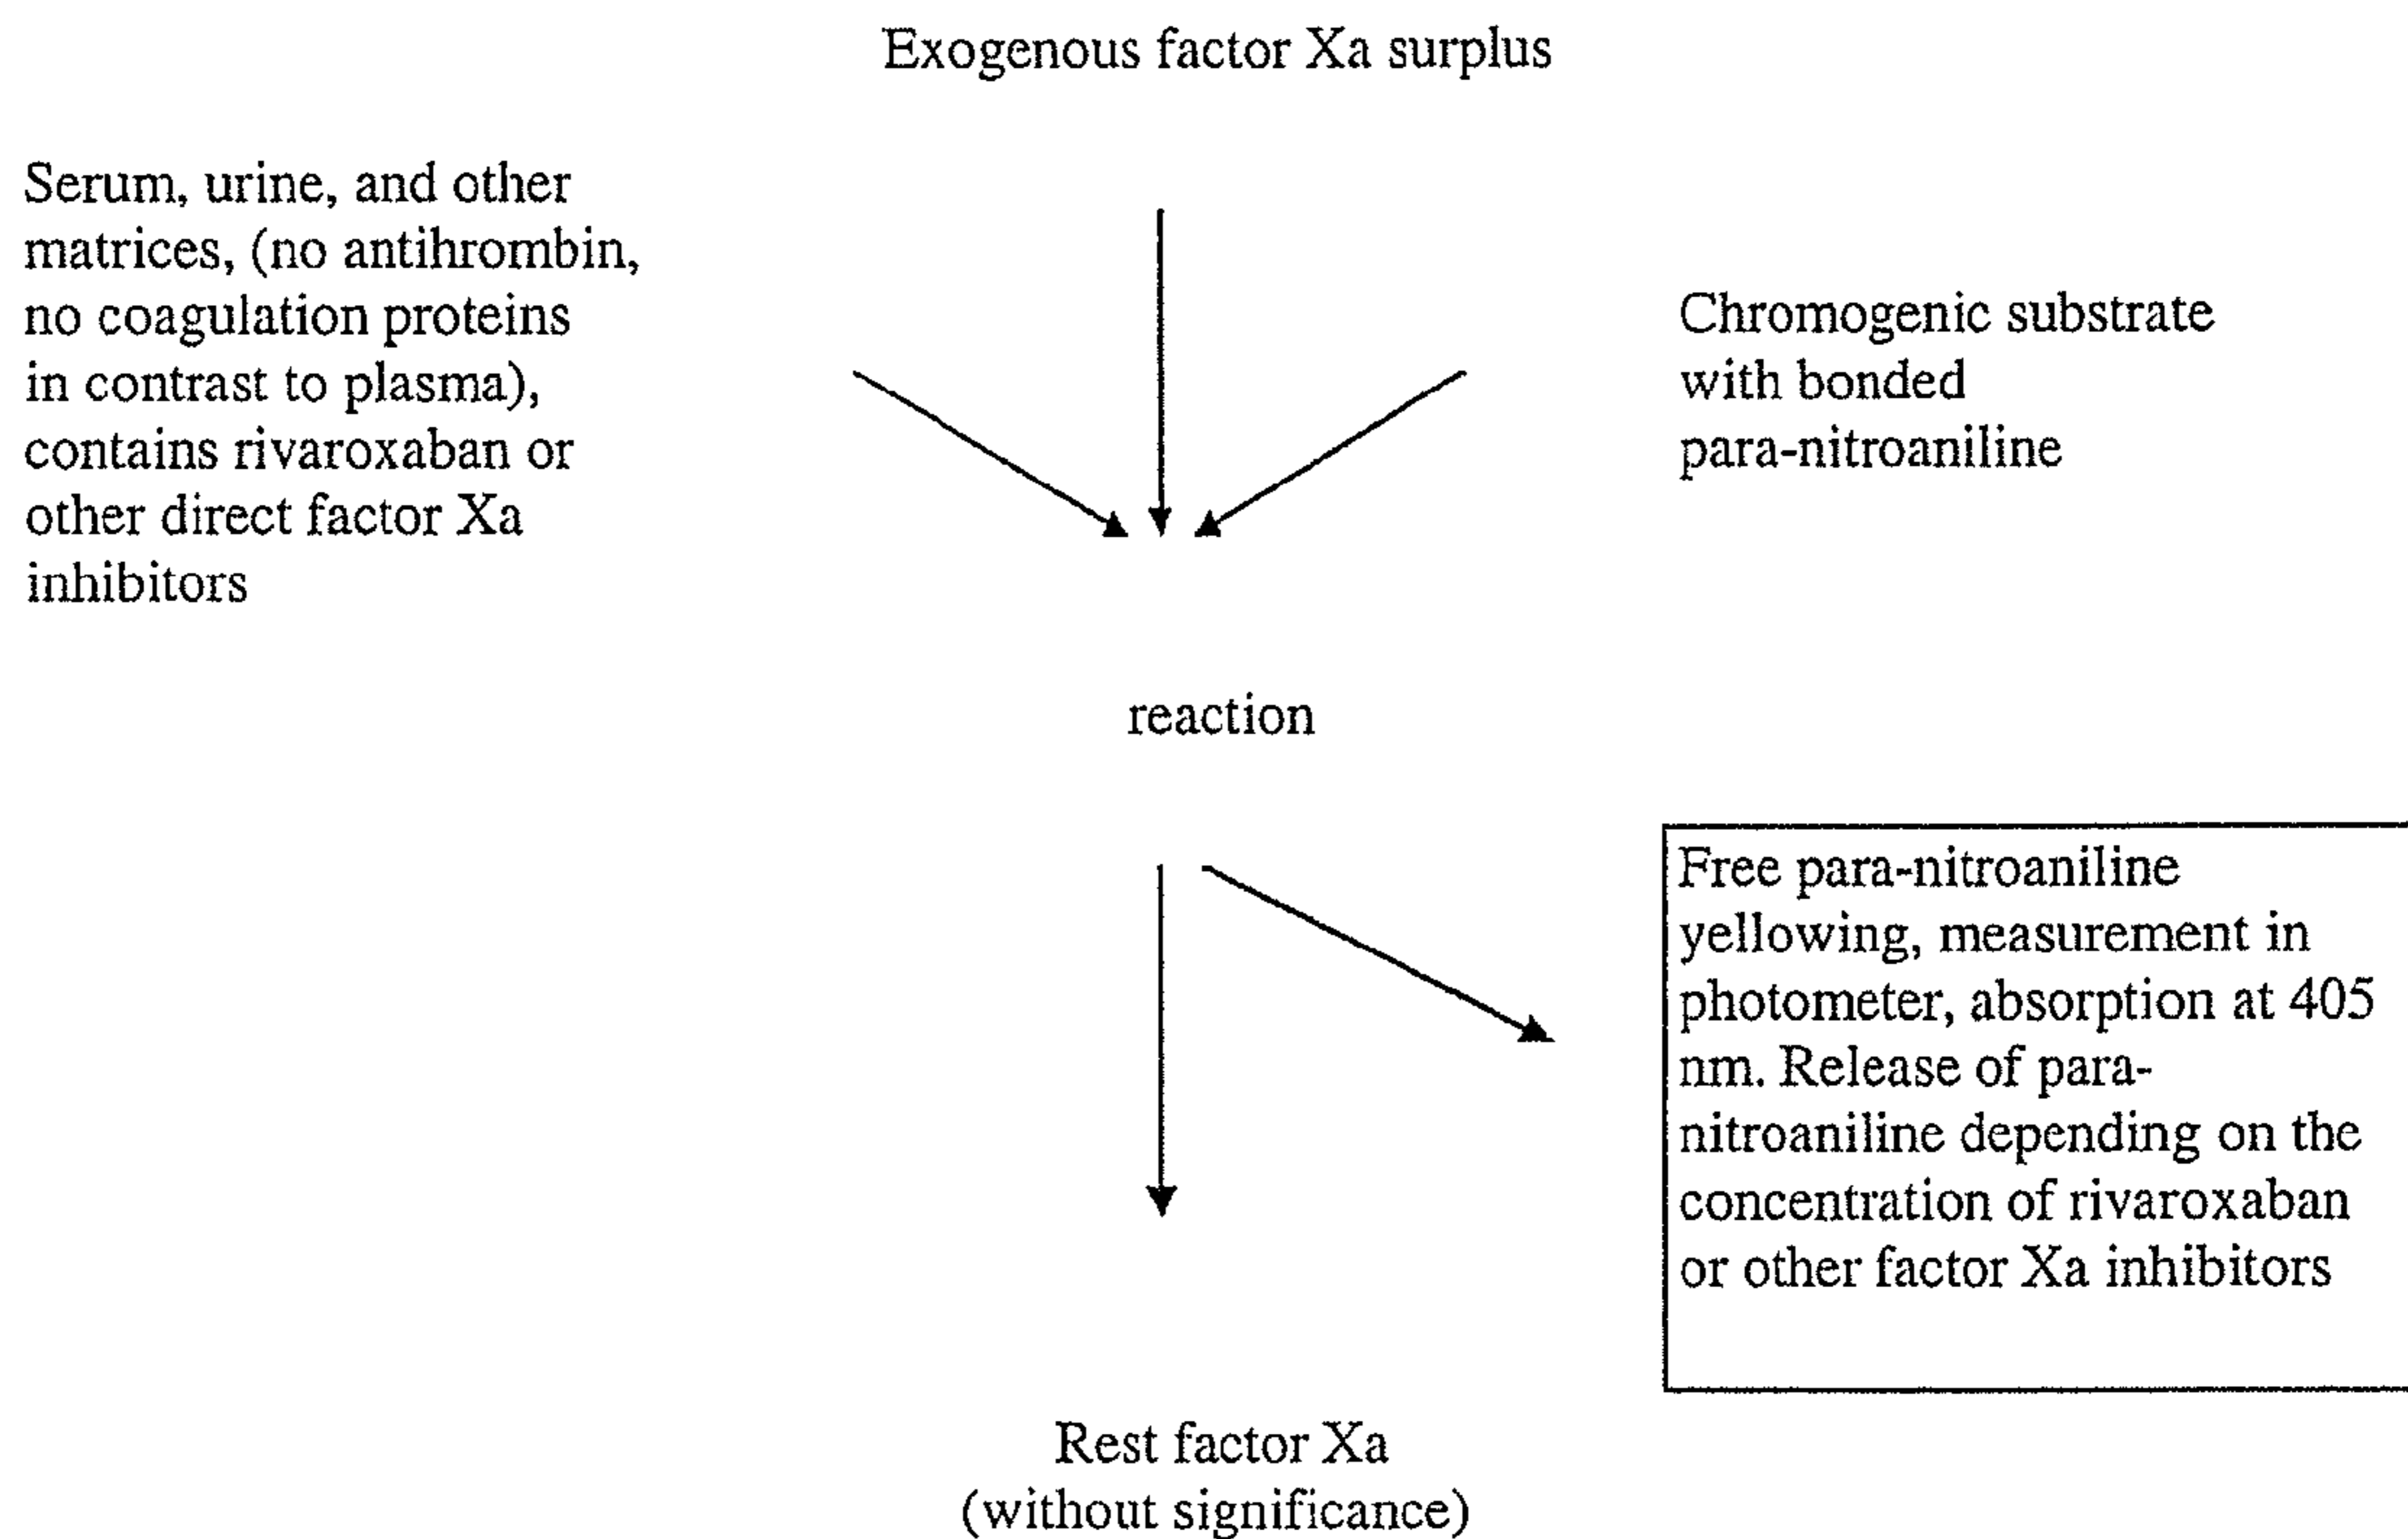 Exogenous factor Xa surplus
Serum, urine, and other
matrices, (no antihrombin,
no coagulation proteins
in contrast to plasma),
contains rivaroxaban or
other direct factor Xa
inhibitors
Chromogenic substrate
with bonded
para-nitroaniline
reaction
Free para-nitroaniline
yellowing, measurement in
photometer, absorption at 405
nm. Release of para-
nitroaniline depending on the
concentration of rivaroxaban
or other factor Xa inhibitors
Rest factor Xa
(without significance)